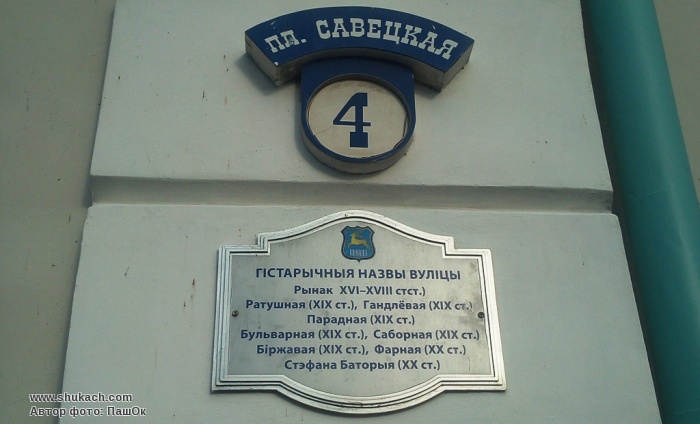 пл. САВЕЦКАЯ
4
ГІСТАРЫЧНЫЯ НАЗВЫ ВУЛІЦЫ
Рынак XVI–XVIII стст.)
Ратушная (XIX ст.), Гандлёвая (XIX ст.)
Парадная (XIX ст.)
Бульварная (XIX ст.), Саборная (XIX ст.)
Біржавая (XIX ст.), Фарная (XX ст.)
Стэфана Баторыя (XX ст.)
www.shukach.com
Автор фото: ПашОк